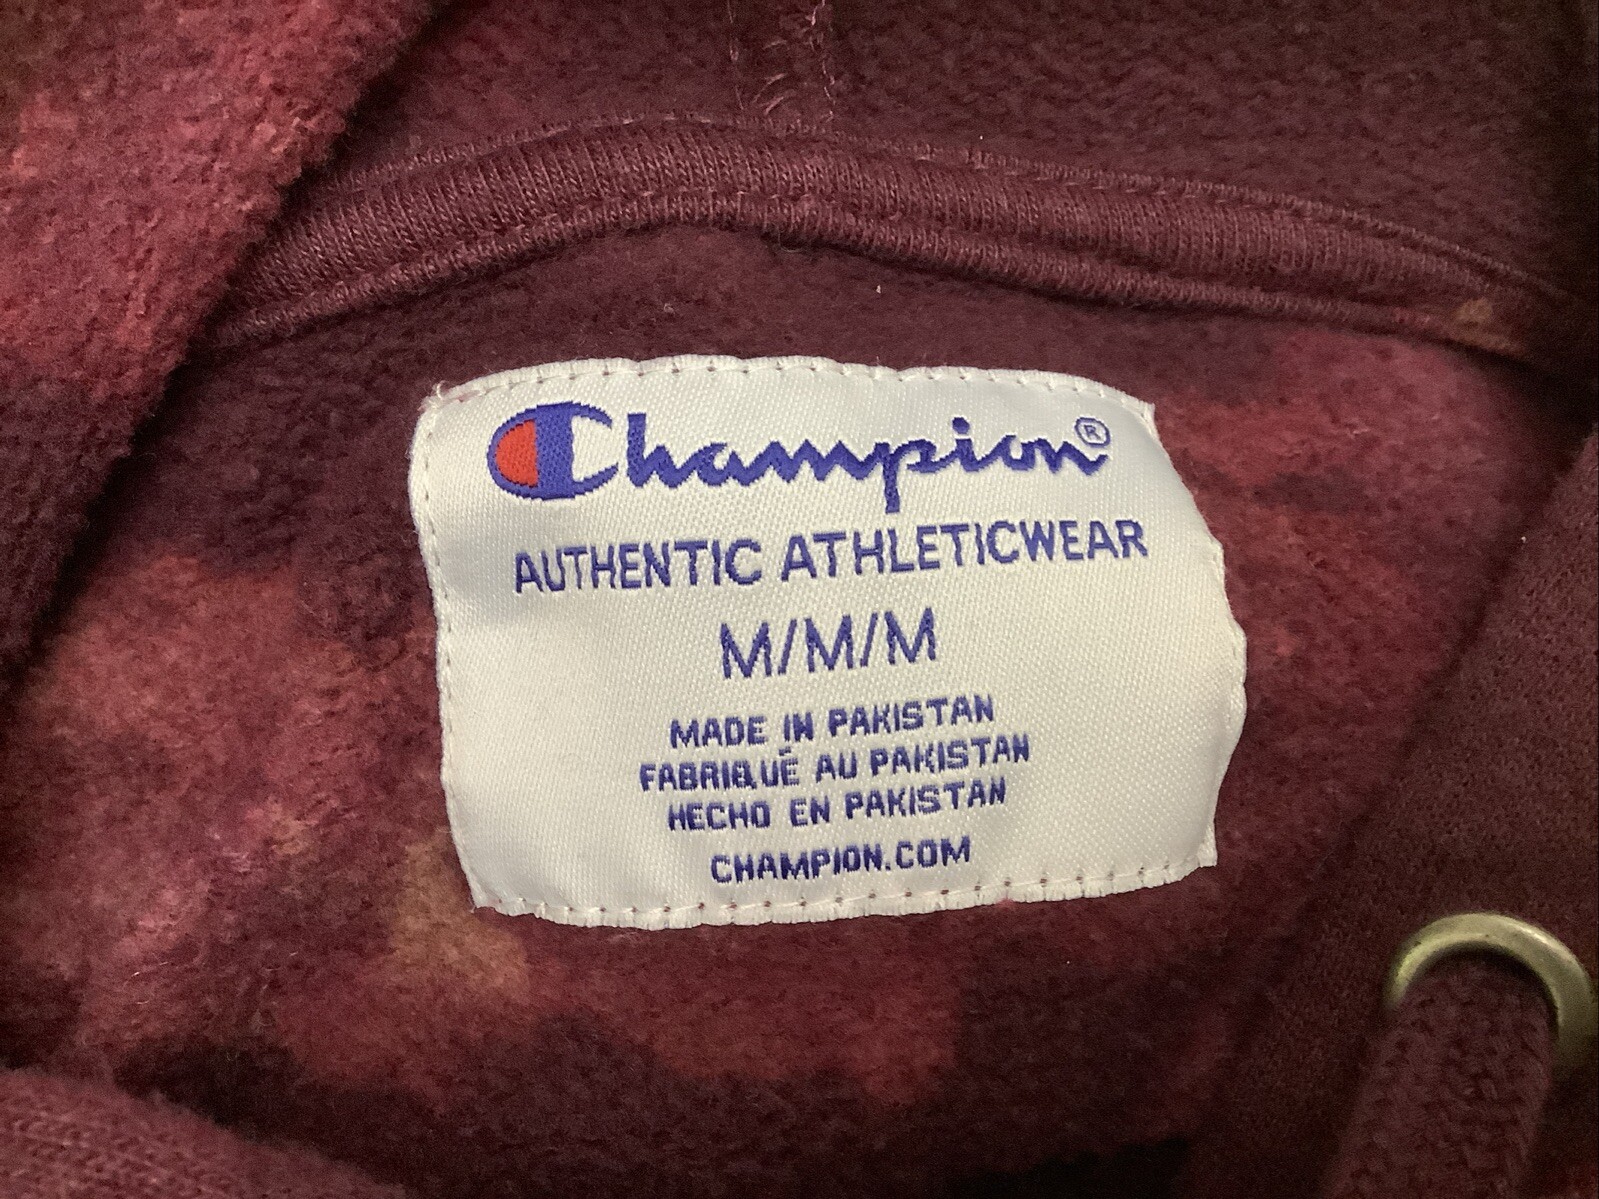 Champion®
AUTHENTIC ATHLETICWEAR
M/M/M
MADE IN PAKISTAN
FABRIQUÉ AU PAKISTAN
HECHO EN PAKISTAN
CHAMPION.COM